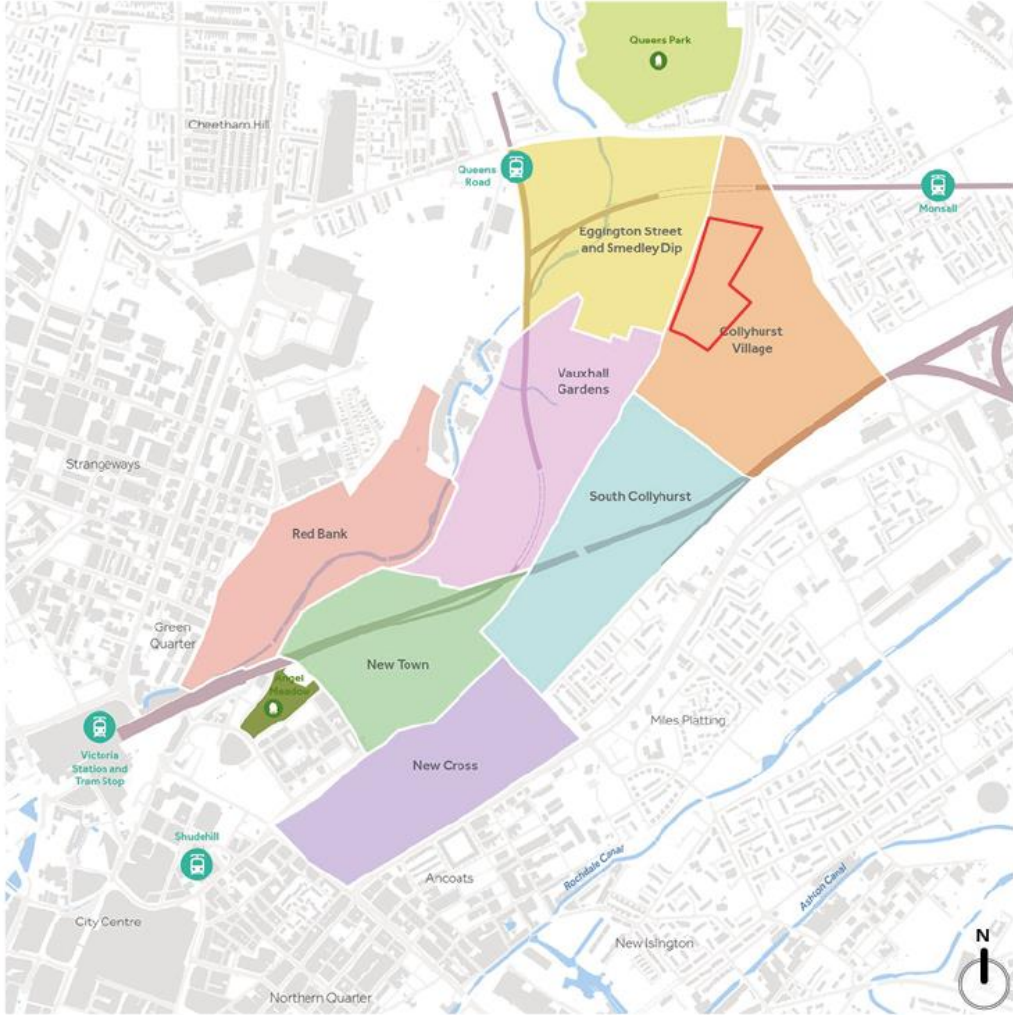 Queens Park
Cheetham Hill
Queens
Road
Monsall
Eggington Street
and Smedley Dip
Collyhurst
Village
Vauxhall
Gardens
Strangeways
South Collyhurst
Red Bank
Green
Quarter
New Town
Angel
Meadow
Miles Platting
Victoria
Station and
Tram Stop
New Cross
Shudehill
Rochdale Canal
Ancoats
Ashton Canal
City Centre
New Islington
N
Northern Quarter